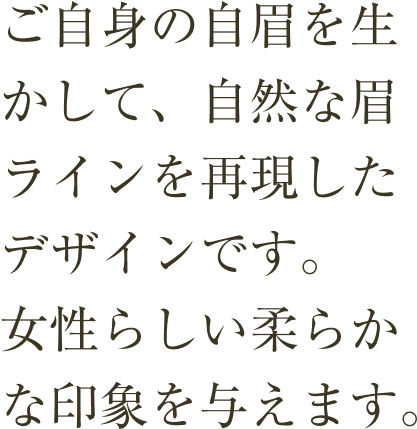 ご自身の自眉を生
かして、自然な眉
ラインを再現した
デザインです。
女性らしい柔らか
な印象を与えます。